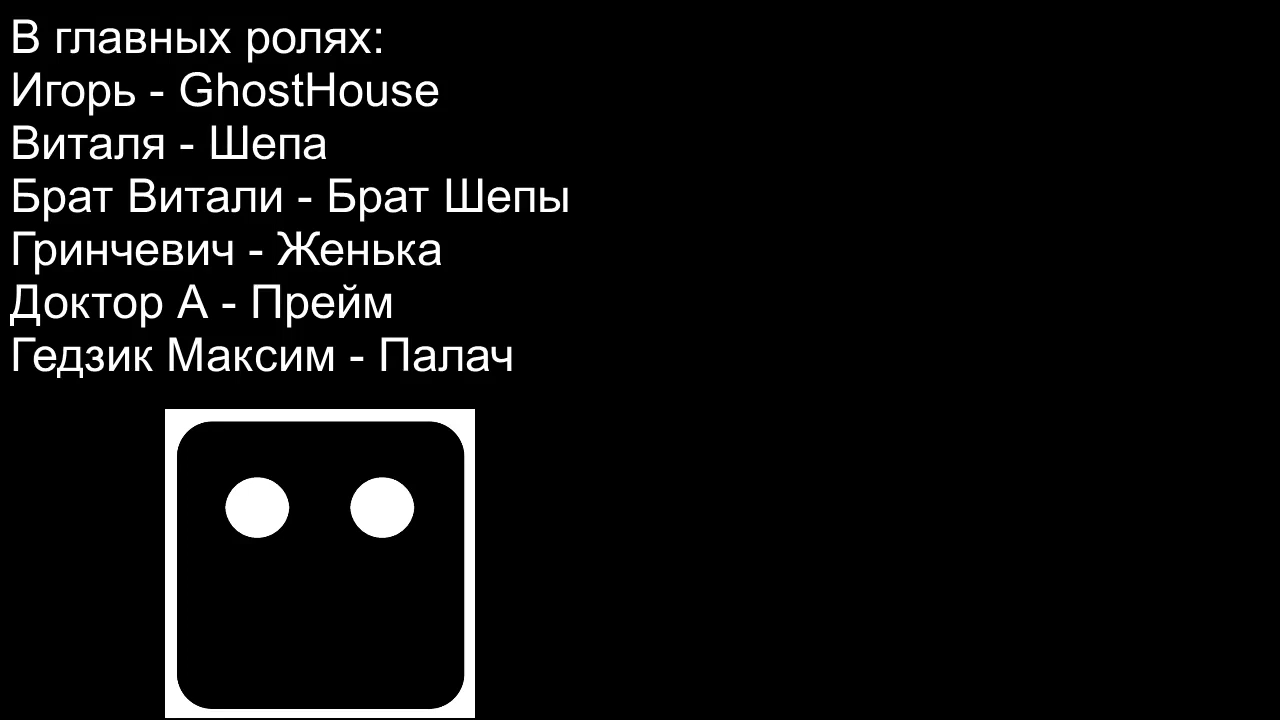 В главных ролях:
Игорь - GhostHouse
Виталя - Шепа
Брат Витали - Брат Шепы
Гринчевич - Женька
Доктор А - Прейм
Гедзик Максим - Палач